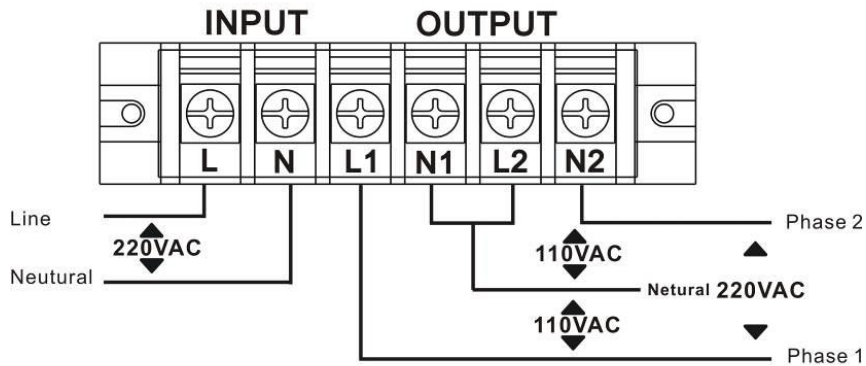 INPUT OUTPUT
L N L1 N1 L2 N2
Line
220VAC
Neutural
Phase 2
110VAC
Netural 220VAC
110VAC
Phase 1